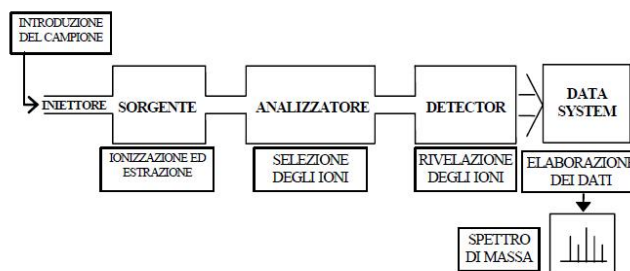 INTRODUZIONE
DEL CAMPIONE
INIETTORE
SORGENTE
ANALIZZATORE
DETECTOR
DATA
SYSTEM
IONIZZAZIONE ED
ESTRAZIONE
SELEZIONE
DEGLI IONI
RIVELAZIONE
DEGLI IONI
ELABORAZIONE
DEI DATI
SPETTRO
DI MASSA